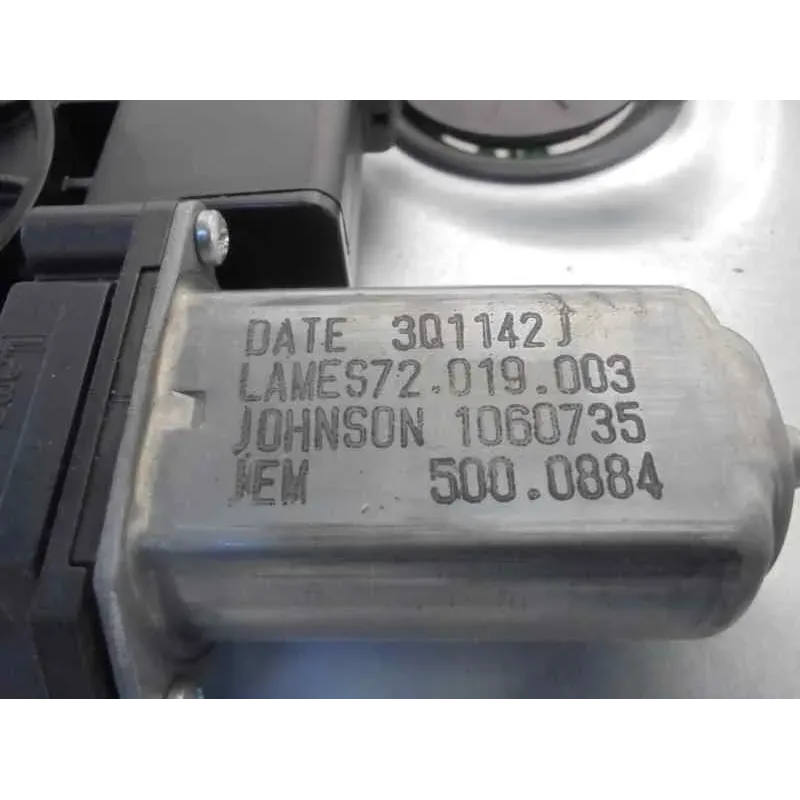 DATE 3Q1142J
LAMES72.019.003
JOHNSON 1060735
JEM 500.0884